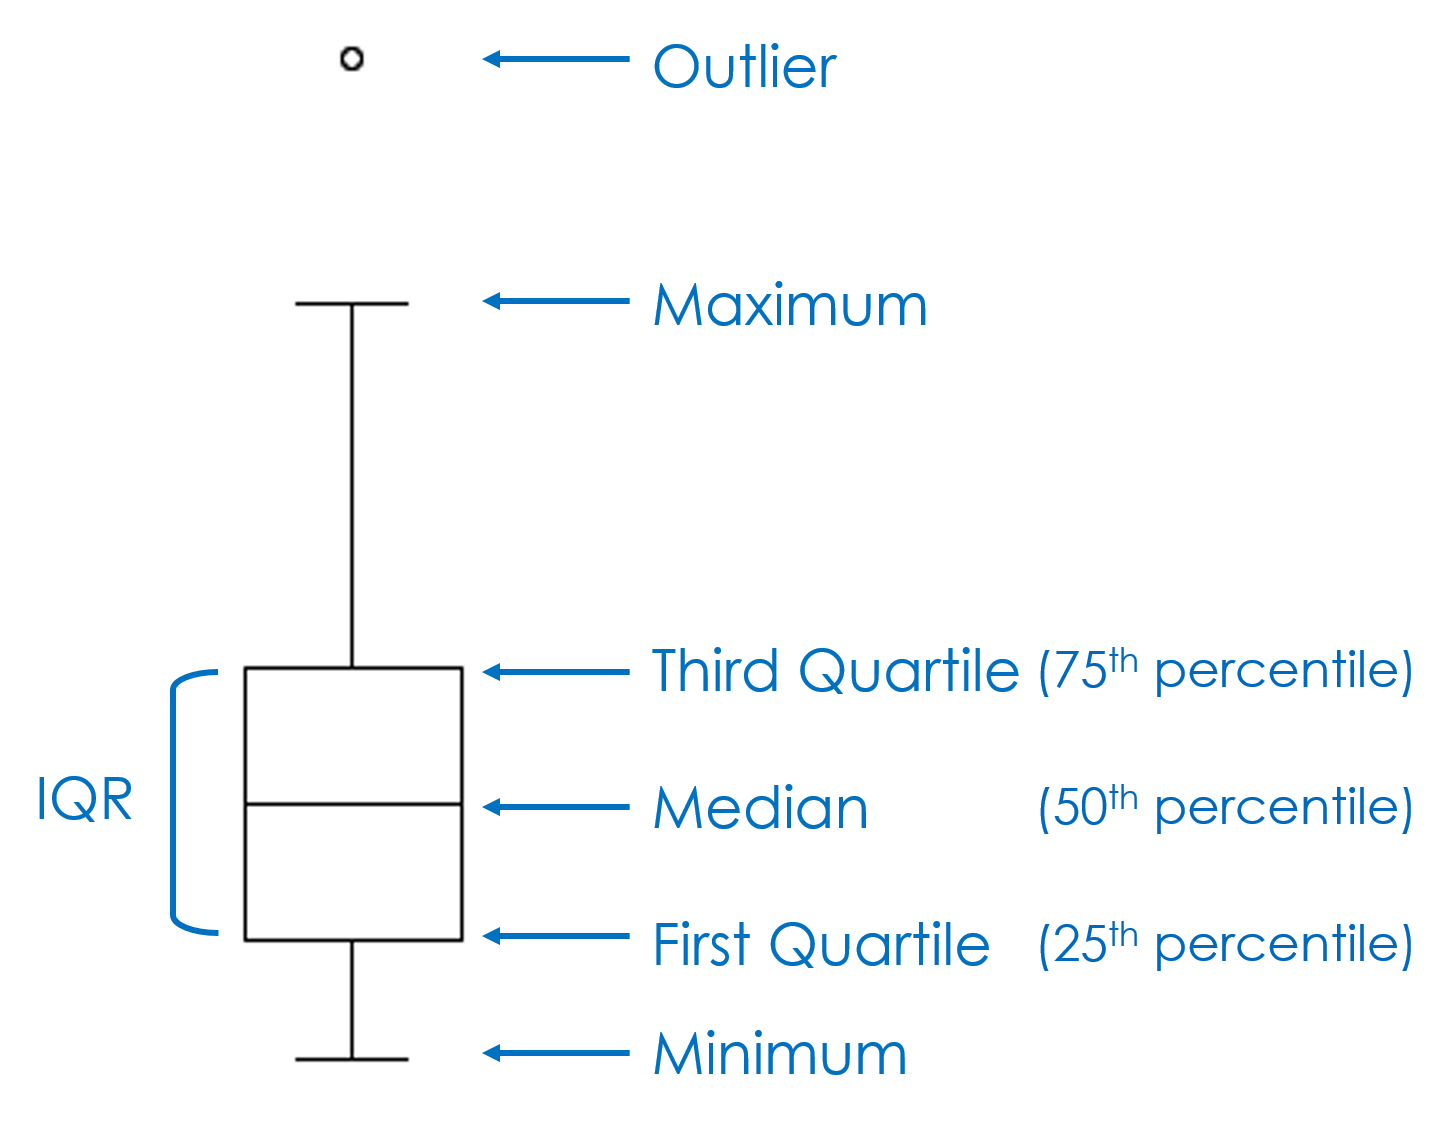 Outlier
Maximum
Third Quartile (75th percentile)
IQR
Median (50th percentile)
First Quartile (25th percentile)
Minimum